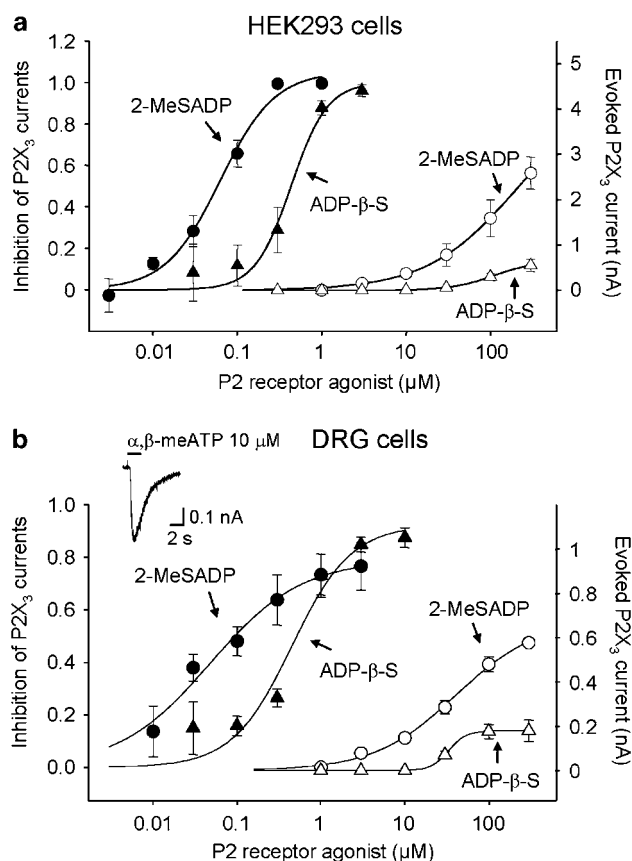 a
HEK293 cells
Inhibition of P2X₃ currents
1.2
1.0
0.8
0.6
0.4
0.2
0
2-MeSADP
ADP-β-S
2-MeSADP
ADP-β-S
5
4
3
2
1
0
Evoked P2X₃ current (nA)
0.01
0.1
1
10
100
P2 receptor agonist (µM)
b
DRG cells
α,β-meATP 10 µM
0.1 nA
2 s
Inhibition of P2X₃ currents
1.0
0.8
0.6
0.4
0.2
0.0
2-MeSADP
ADP-β-S
2-MeSADP
ADP-β-S
1
0.8
0.6
0.4
0.2
0
Evoked P2X₃ current (nA)
0.01
0.1
1
10
100
P2 receptor agonist (µM)